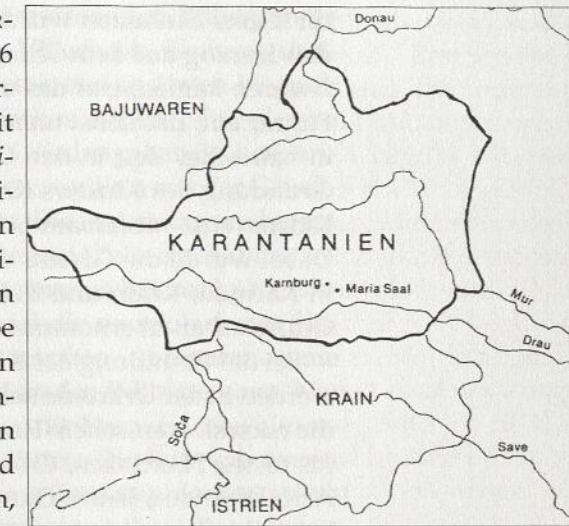 Donau
BAJUWAREN
KARANTANIEN
Karnburg
Maria Saal
Mur
Drau
KRAIN
Soča
Save
ISTRIEN